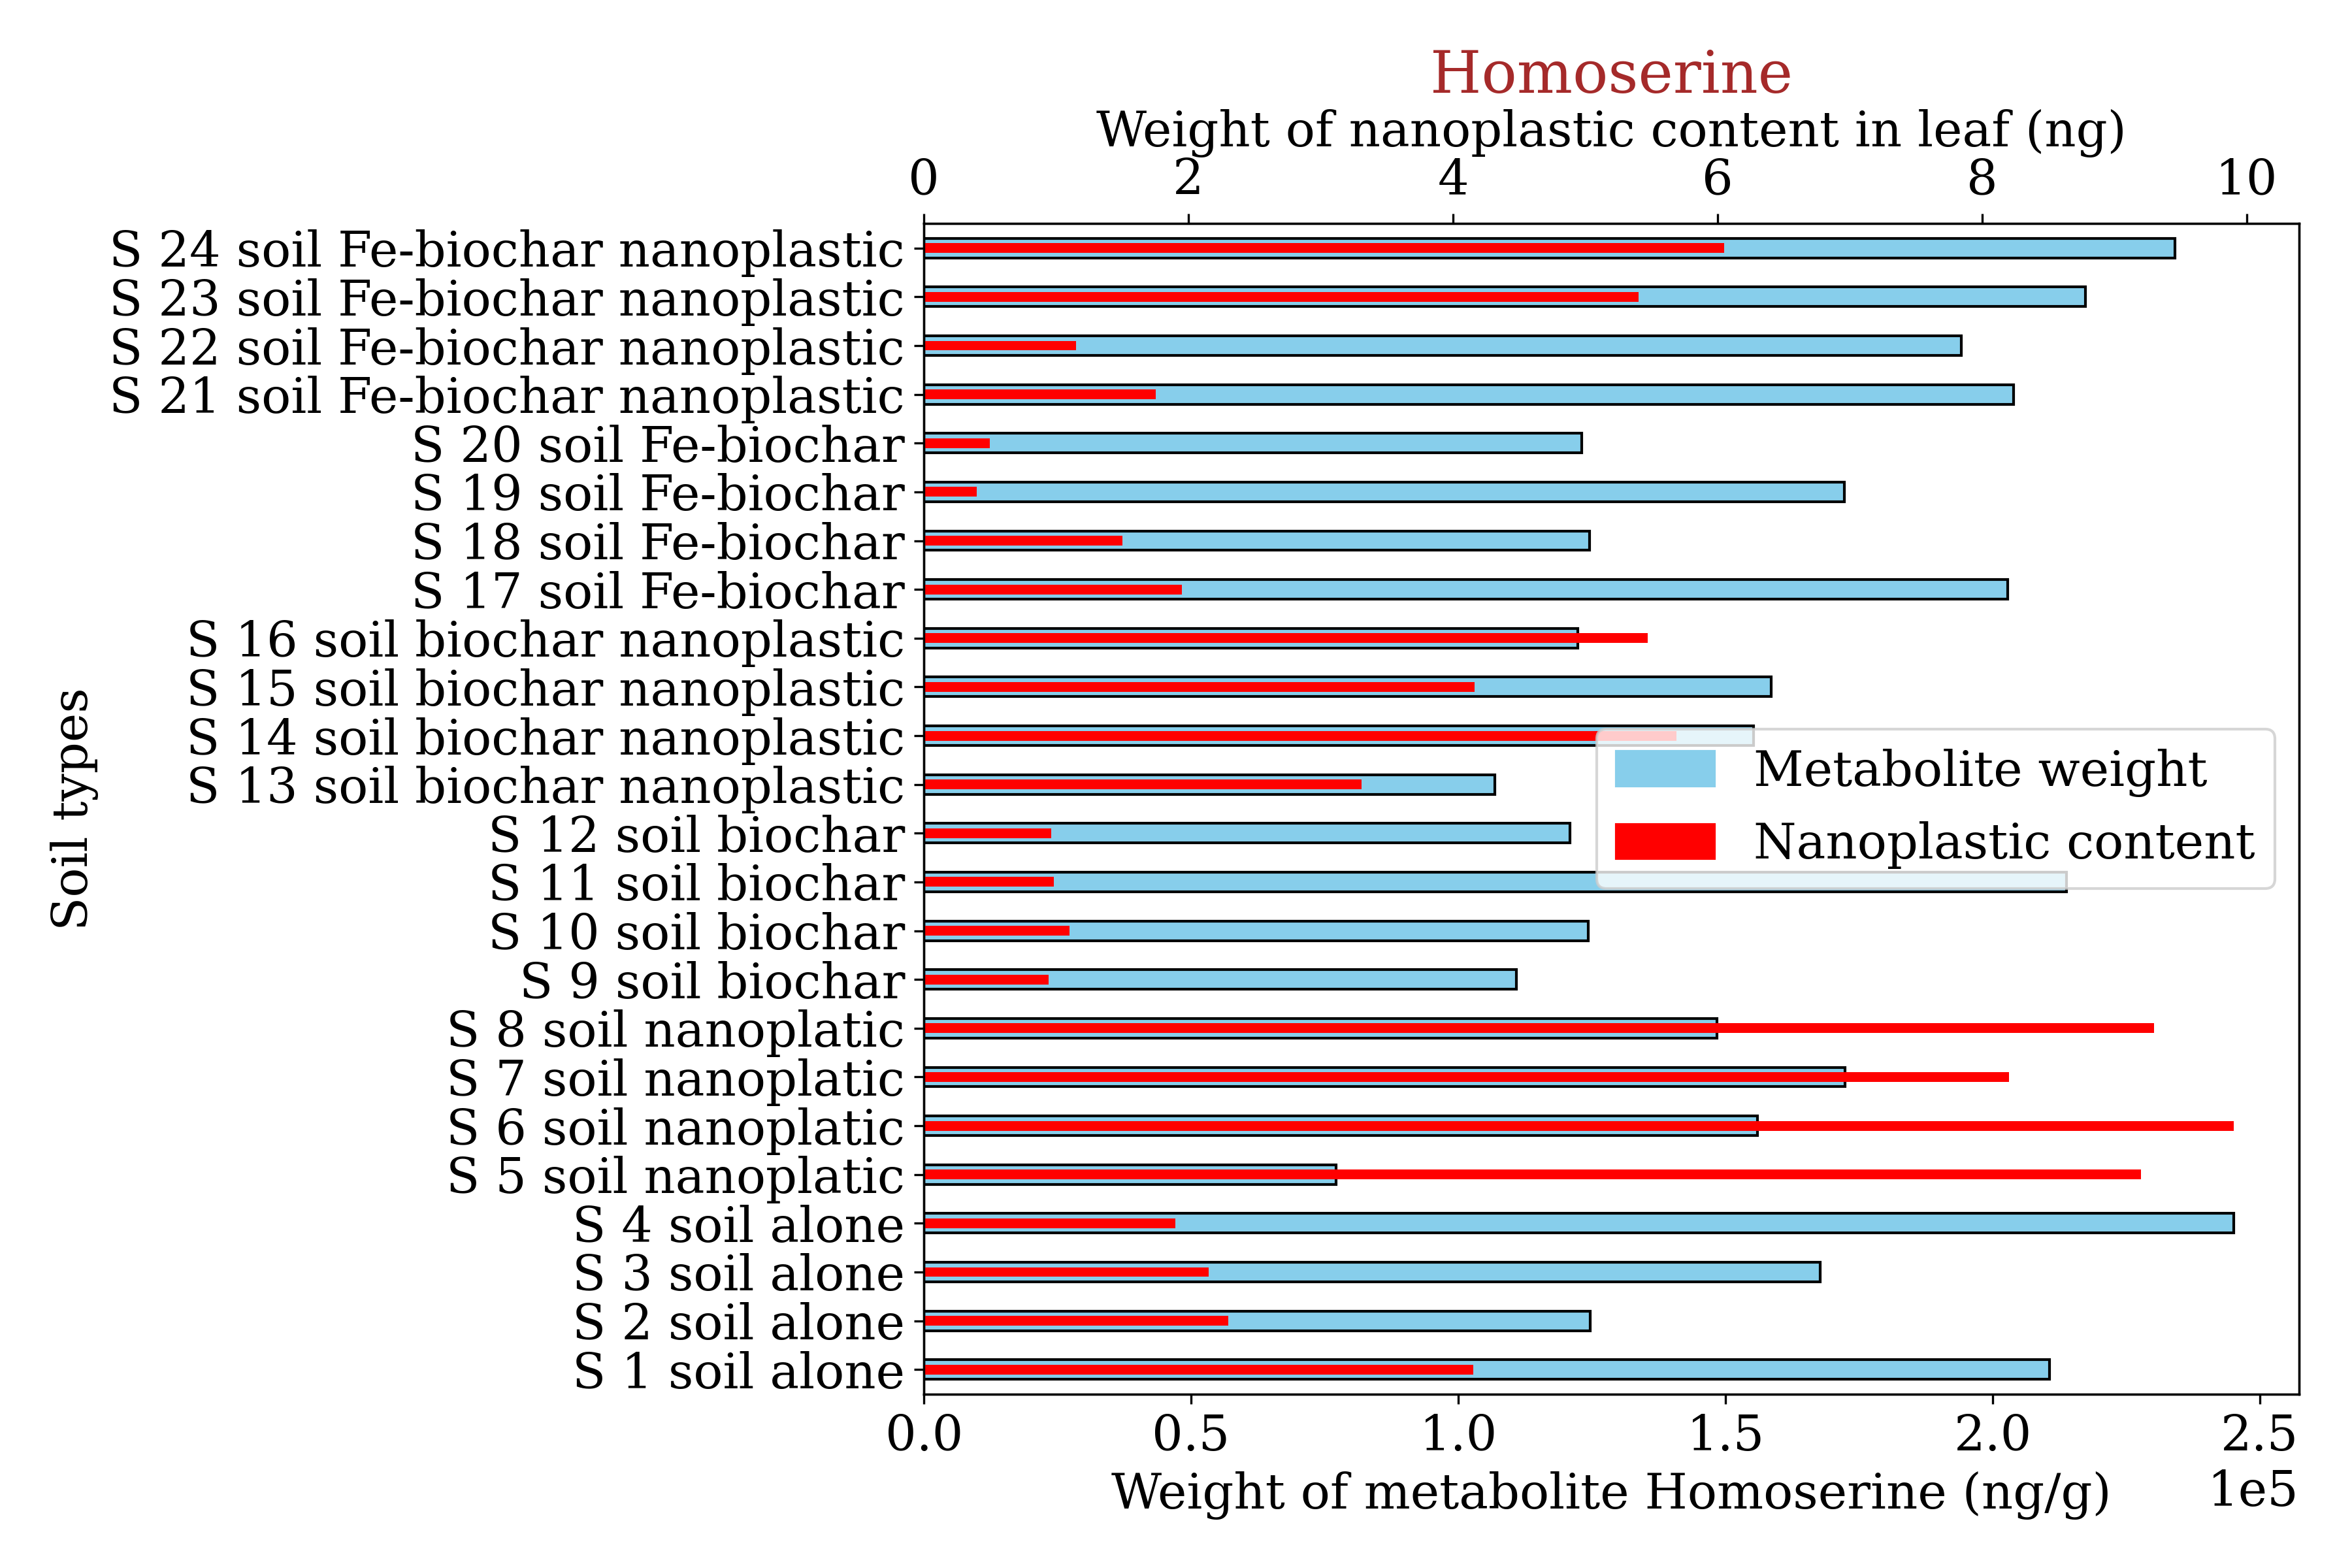 Homoserine
Weight of nanoplastic content in leaf (ng)
0 2 4 6 8 10
S 24 soil Fe-biochar nanoplastic
S 23 soil Fe-biochar nanoplastic
S 22 soil Fe-biochar nanoplastic
S 21 soil Fe-biochar nanoplastic
S 20 soil Fe-biochar
S 19 soil Fe-biochar
S 18 soil Fe-biochar
S 17 soil Fe-biochar
S 16 soil biochar nanoplastic
S 15 soil biochar nanoplastic
S 14 soil biochar nanoplastic
S 13 soil biochar nanoplastic
S 12 soil biochar
S 11 soil biochar
S 10 soil biochar
S 9 soil biochar
S 8 soil nanoplatic
S 7 soil nanoplatic
S 6 soil nanoplatic
S 5 soil nanoplatic
S 4 soil alone
S 3 soil alone
S 2 soil alone
S 1 soil alone
Soil types
Metabolite weight
Nanoplastic content
0.0 0.5 1.0 1.5 2.0 2.5
Weight of metabolite Homoserine (ng/g)
1e5